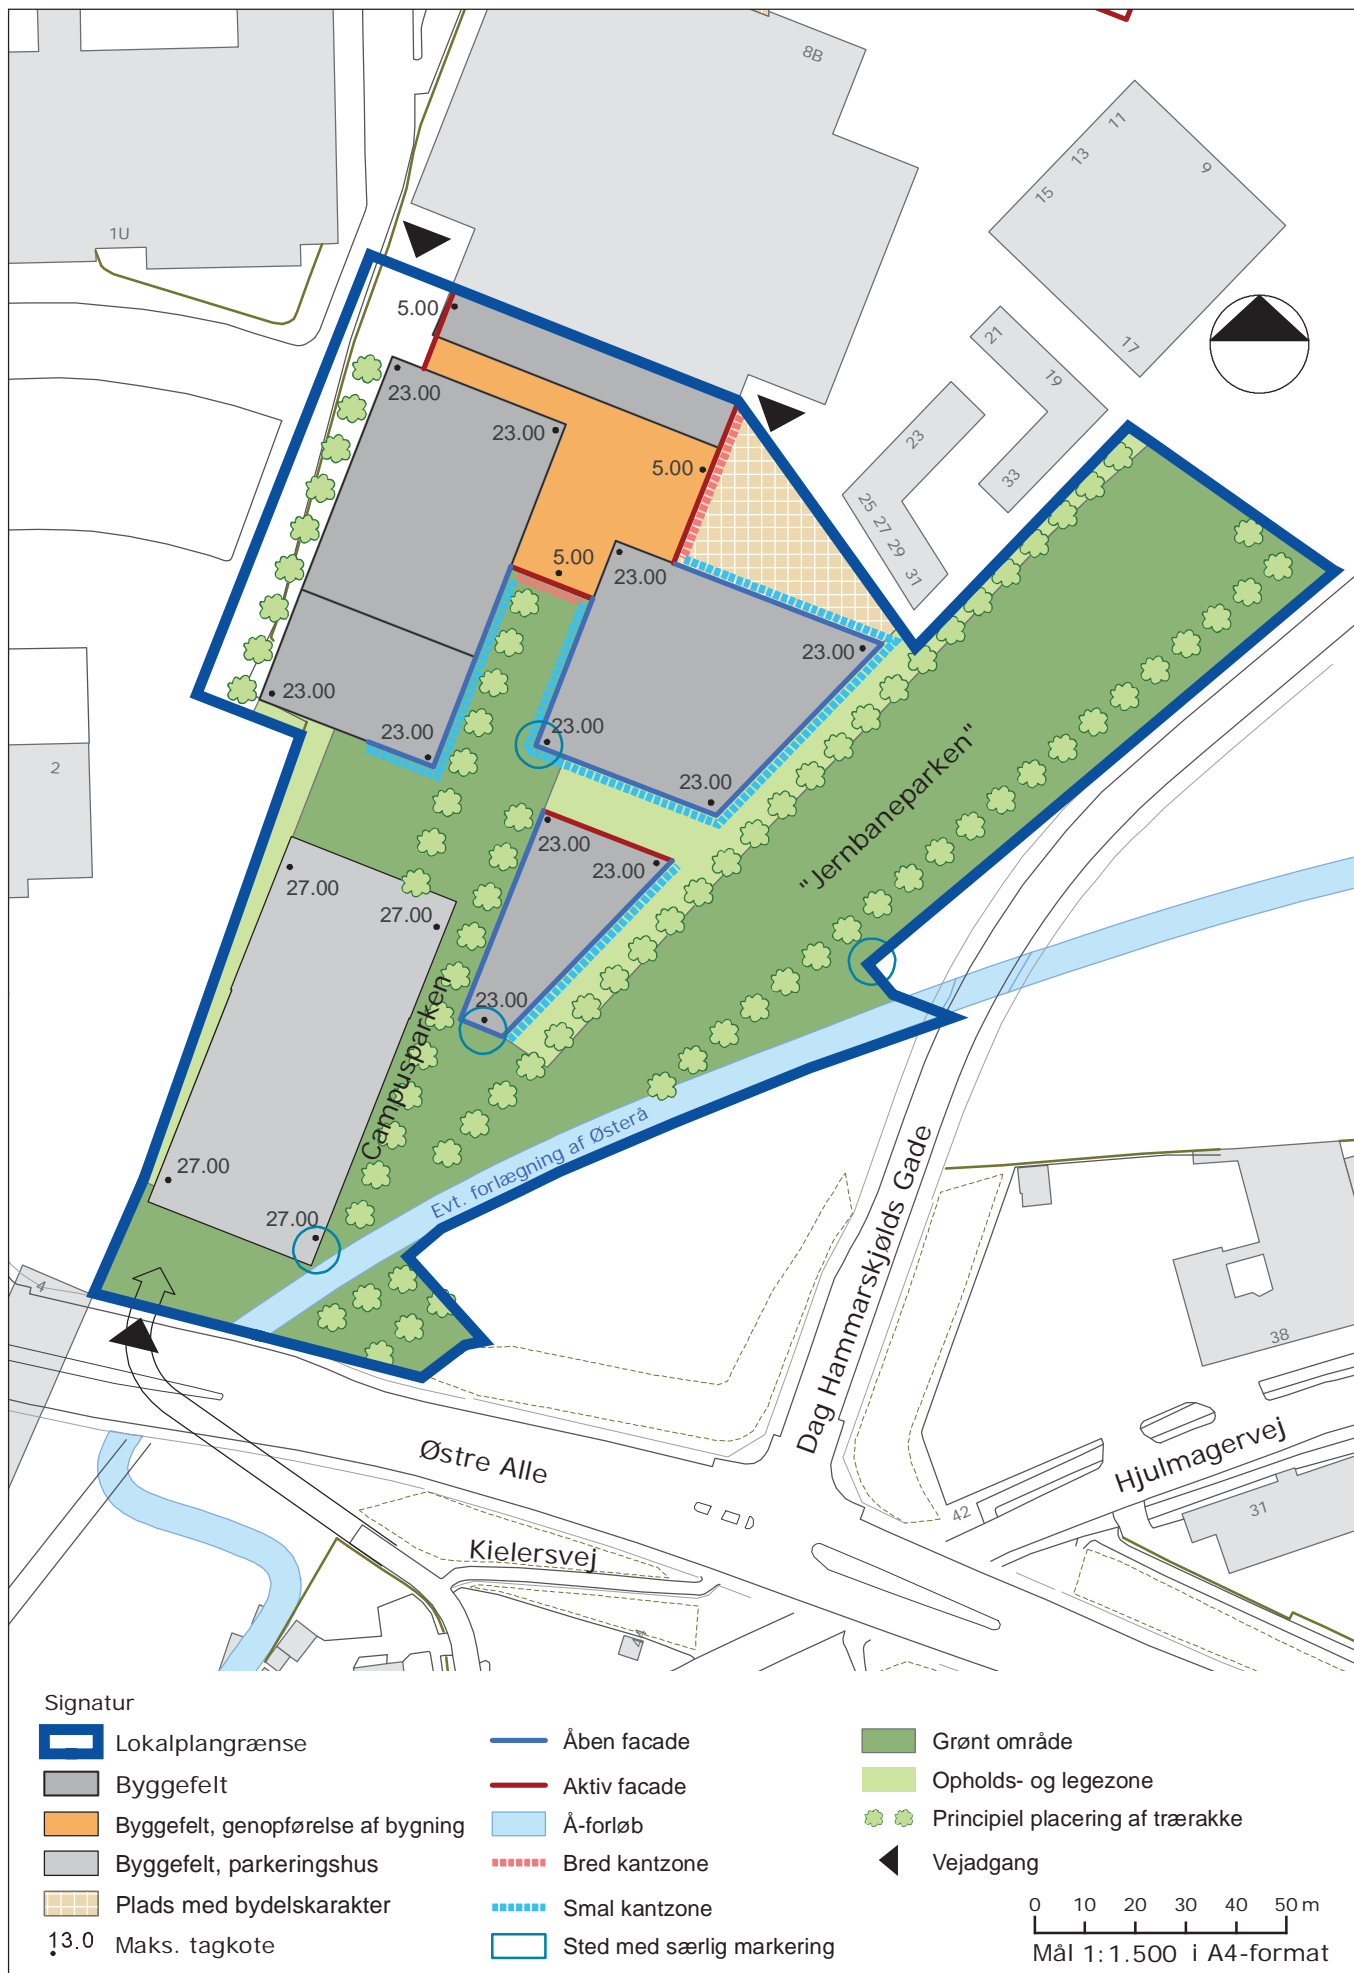 8B
11
13
9
15
1U
17
21
19
23
33
25
27
29
31
5.00
23.00
23.00
5.00
5.00
23.00
23.00
23.00
23.00
23.00
23.00
23.00
23.00
23.00
27.00
27.00
27.00
27.00
2
4
"Jernbaneparken"
Campusparken
Evt. forlægning af Østerå
Dag Hammarskjølds Gade
Østre Alle
Kielersvej
Hjulmagervej
38
42
31
44
Signatur
Lokalplangrænse
Byggefelt
Byggefelt, genopførelse af bygning
Byggefelt, parkeringshus
Plads med bydelskarakter
13.0 Maks. tagkote
Åben facade
Aktiv facade
Å-forløb
Bred kantzone
Smal kantzone
Sted med særlig markering
Grønt område
Opholds- og legezone
Principiel placering af trærakke
Vejadgang
0 10 20 30 40 50 m
Mål 1:1.500 i A4-format